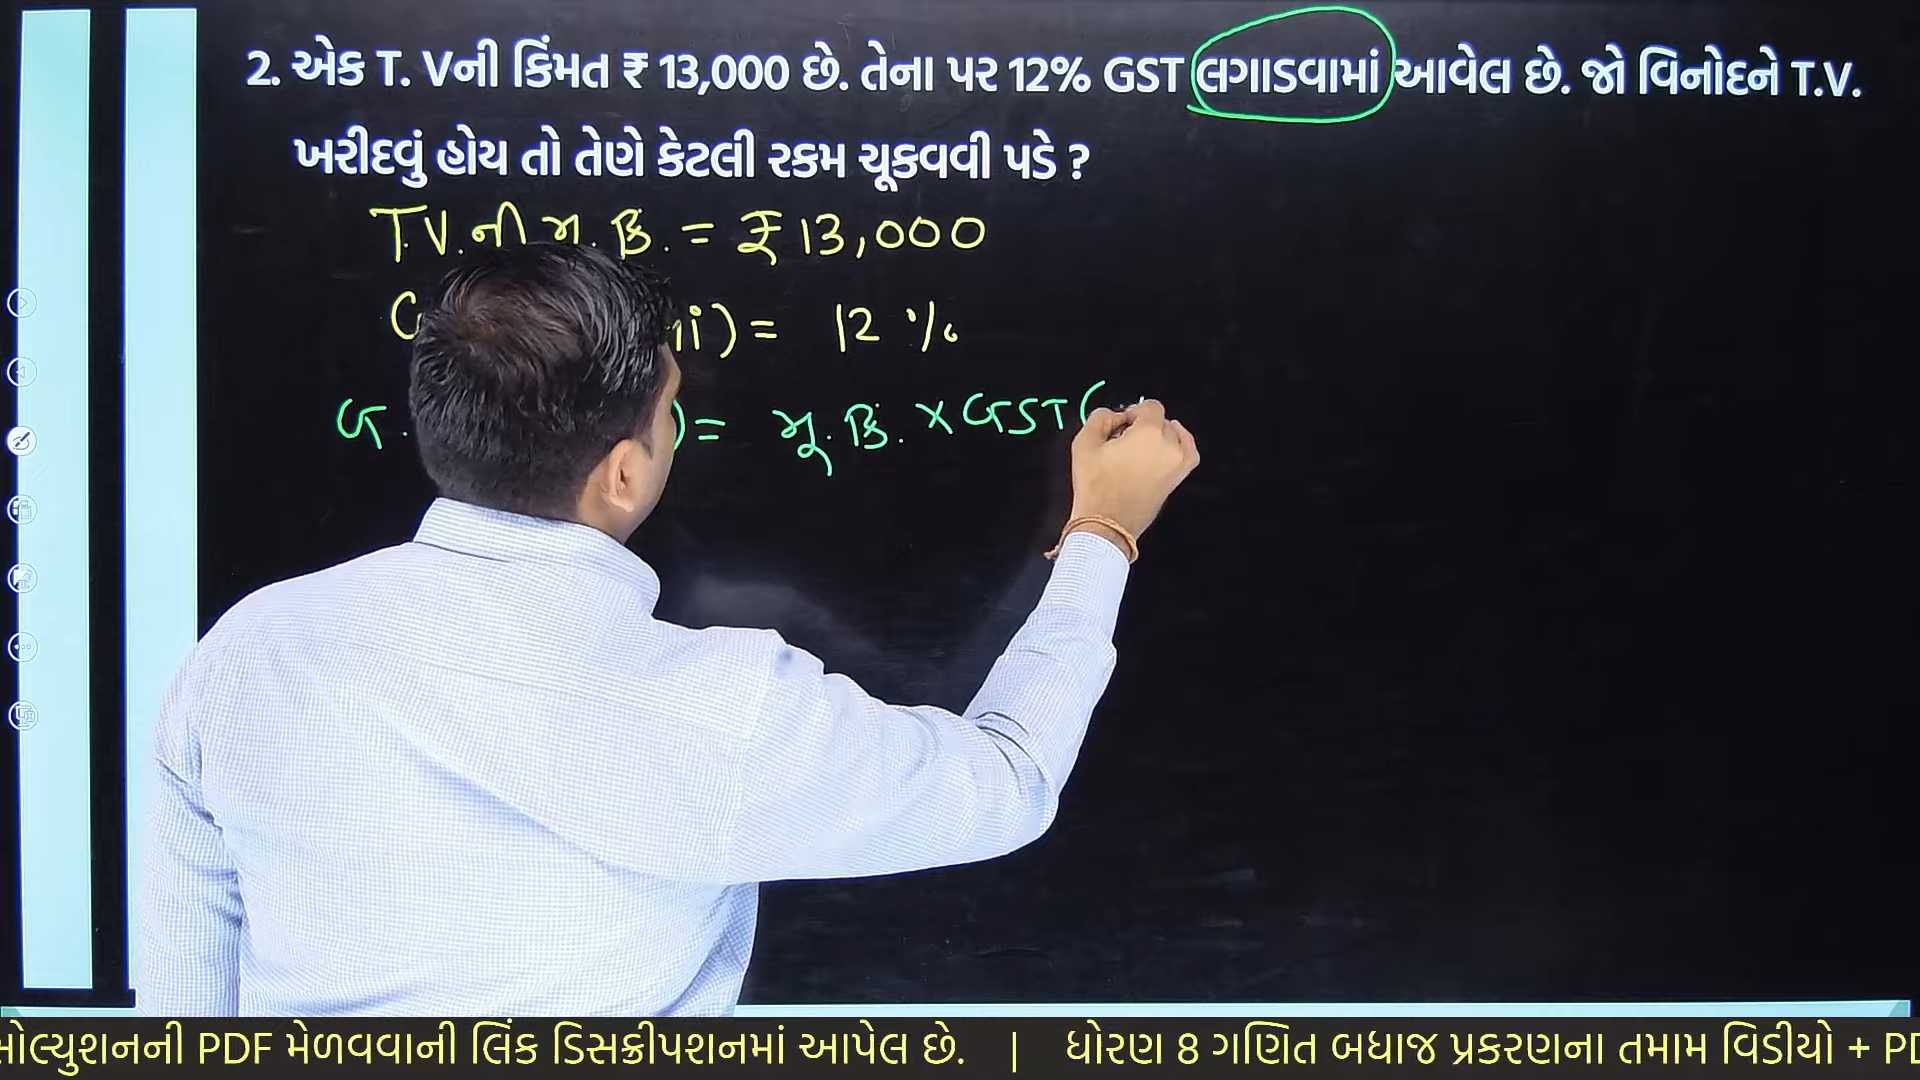 2. એક T. Vની કિંમત ₹ 13,000 છે. તેના પર 12% GST લગાડવામાં આવેલ છે. જો વિનોદને T.V.
ખરીદવું હોય તો તેણે કેટલી રકમ ચૂકવવી પડે ?
T.V.ની મૂ. કિં. = ₹ 13,000
) = 12 %
G. ) = મૂ. કિં. × GST (
સોલ્યુશનની PDF મેળવવાની લિંક ડિસક્રીપશનમાં આપેલ છે. | ધોરણ 8 ગણિત બધાજ પ્રકરણના તમામ વિડીયો + PD